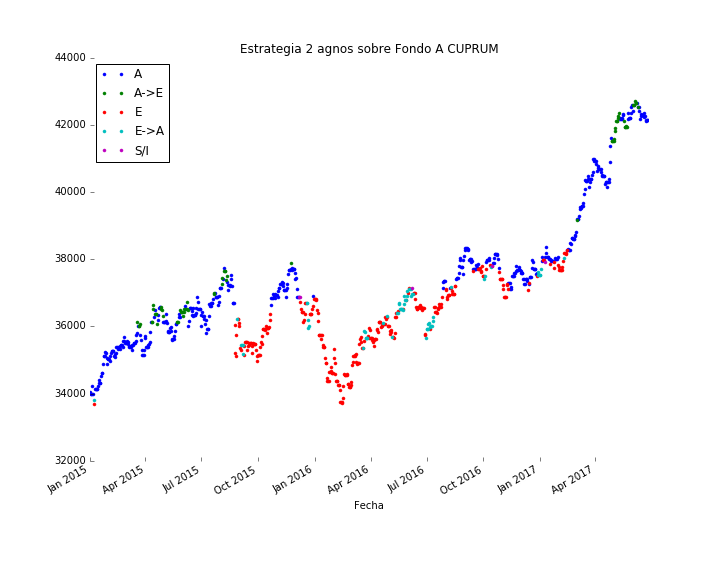 Estrategia 2 agnos sobre Fondo A CUPRUM
44000
42000
40000
38000
36000
34000
32000
A
A->E
E
E->A
S/I
Jan 2015
Apr 2015
Jul 2015
Oct 2015
Jan 2016
Apr 2016
Jul 2016
Oct 2016
Jan 2017
Apr 2017
Fecha